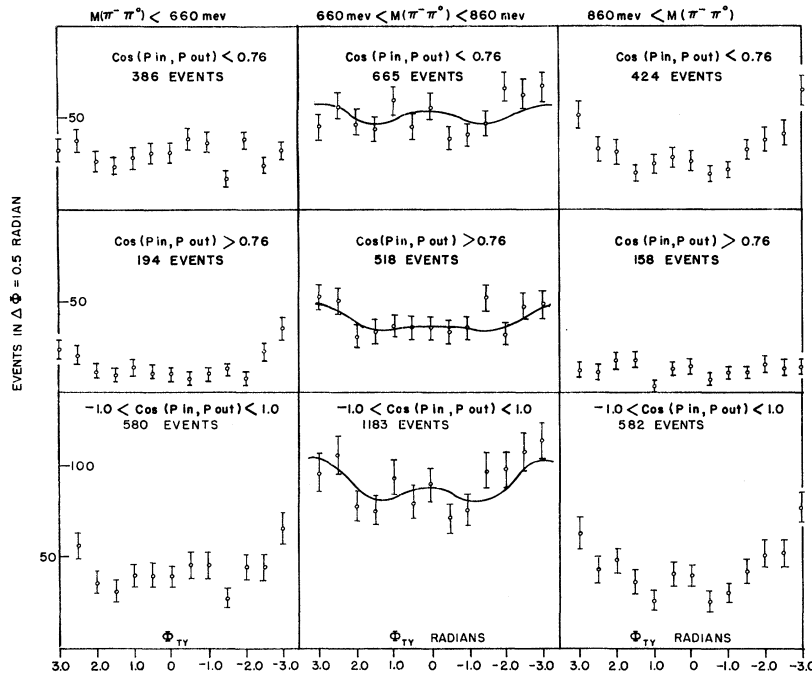 M(π⁻ π°) < 660 mev
660 mev < M(π⁻ π°) < 860 mev
860 mev < M (π⁻ π°)
Cos (P in, P out) < 0.76
386 EVENTS
Cos (P in, P out) < 0.76
665 EVENTS
Cos (P in, P out) < 0.76
424 EVENTS
50
Cos (P in, P out) > 0.76
194 EVENTS
Cos (P in, P out) > 0.76
518 EVENTS
Cos (P in, P out) > 0.76
158 EVENTS
50
EVENTS IN Δ Φ = 0.5 RADIAN
-1.0 < Cos (P in, P out) < 1.0
580 EVENTS
-1.0 < Cos (P in, P out) < 1.0
1183 EVENTS
-1.0 < Cos (P in, P out) < 1.0
582 EVENTS
100
50
Φ TY
Φ TY RADIANS
Φ TY RADIANS
3.0 2.0 1.0 0 -1.0 -2.0 -3.0
3.0 2.0 1.0 0 -1.0 -2.0 -3.0
3.0 2.0 1.0 0 -1.0 -2.0 -3.0